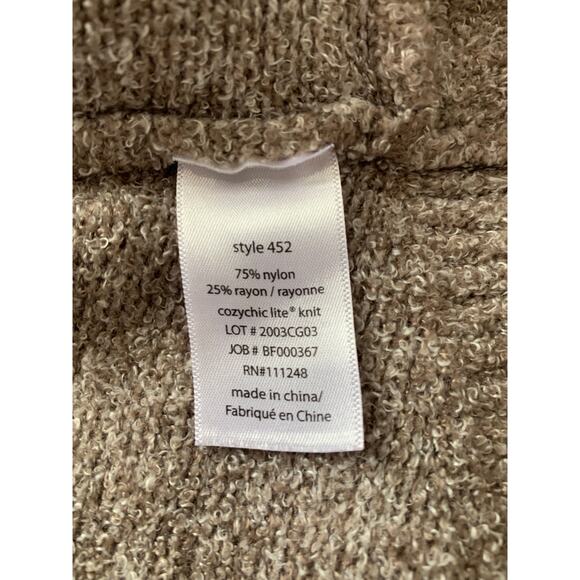 style 452
75% nylon
25% rayon / rayonne
cozychic lite® knit
LOT # 2003CG03
JOB # BF000367
RN#111248
made in china/
Fabriqué en Chine